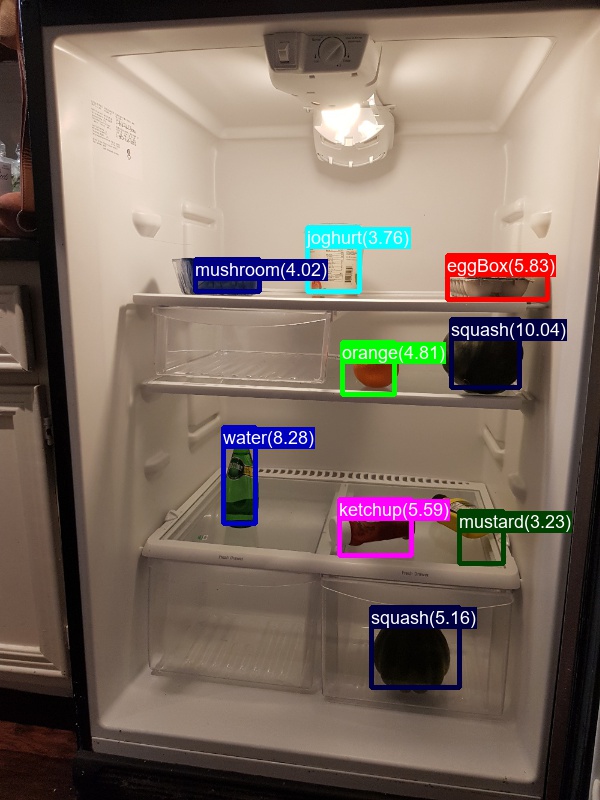 joghurt(3.76)
mushroom(4.02)
eggBox(5.83)
squash(10.04)
orange(4.81)
water(8.28)
ketchup(5.59)
mustard(3.23)
squash(5.16)